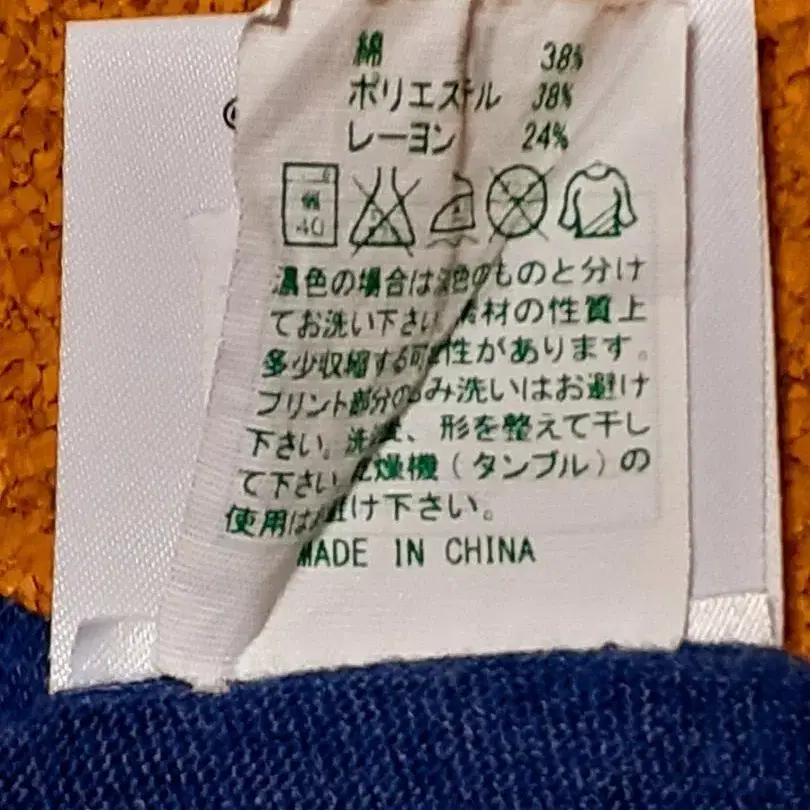 綿 38%
ポリエステル 38%
レーヨン 24%
弱
40
濃色の場合は淡色のものと分け
てお洗い下さい。素材の性質上
多少収縮する可能性があります。
プリント部分のもみ洗いはお避け
下さい。洗濯後、形を整えて干し
て下さい。乾燥機（タンブル）の
使用はお避け下さい。
MADE IN CHINA